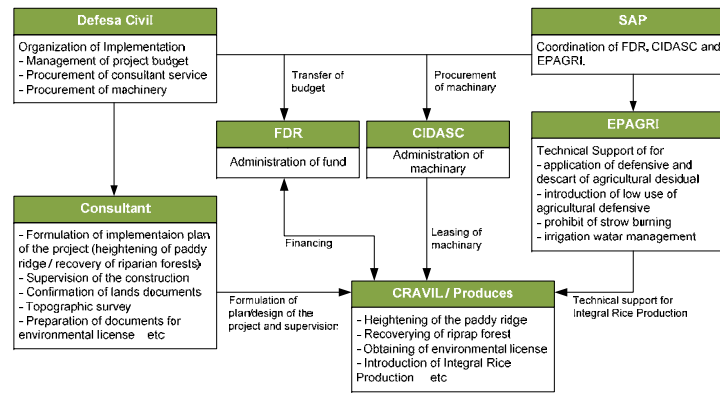 Defesa Civil
Organization of Implementation
- Management of project budget
- Procurement of consultant service
- Procurement of machinery
SAP
Coordination of FDR, CIDASC and
EPAGRI.
Transfer of
budget
Procurement
of machinary
FDR
Administration of fund
CIDASC
Administration of
machinary
EPAGRI
Technical Support of for
- application of defensive and
descart of agricultural desidual
- introduction of low use of
agricultural defensive
- prohibit of strow burning
- irrigation watar management
Consultant
- Formulation of implementaion plan
of the project (heightening of paddy
ridge / recovery of riparian forests)
- Supervision of the construction
- Confirmation of lands documents
- Topographic survey
- Preparation of documents for
environmental license etc
Financing
Leasing of
machinary
Formulation of
plan/design of the
project and supervision
CRAVIL / Produces
- Heightening of the paddy ridge
- Recoverying of riprap forest
- Obtaining of environmental license
- Introduction of Integral Rice
Production etc
Technical support for
Integral Rice Production